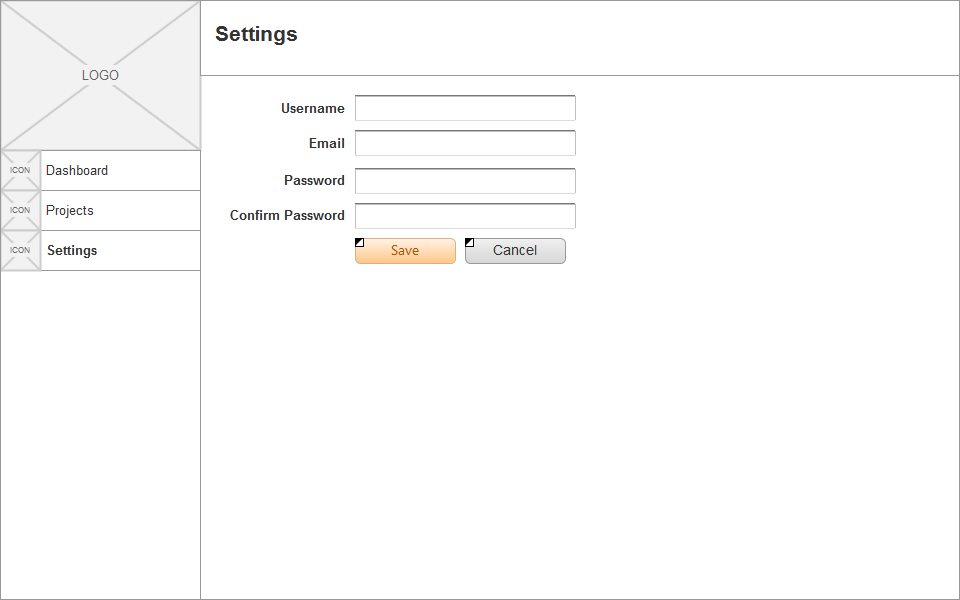 LOGO
ICON Dashboard
ICON Projects
ICON Settings
Settings
Username
Email
Password
Confirm Password
Save Cancel